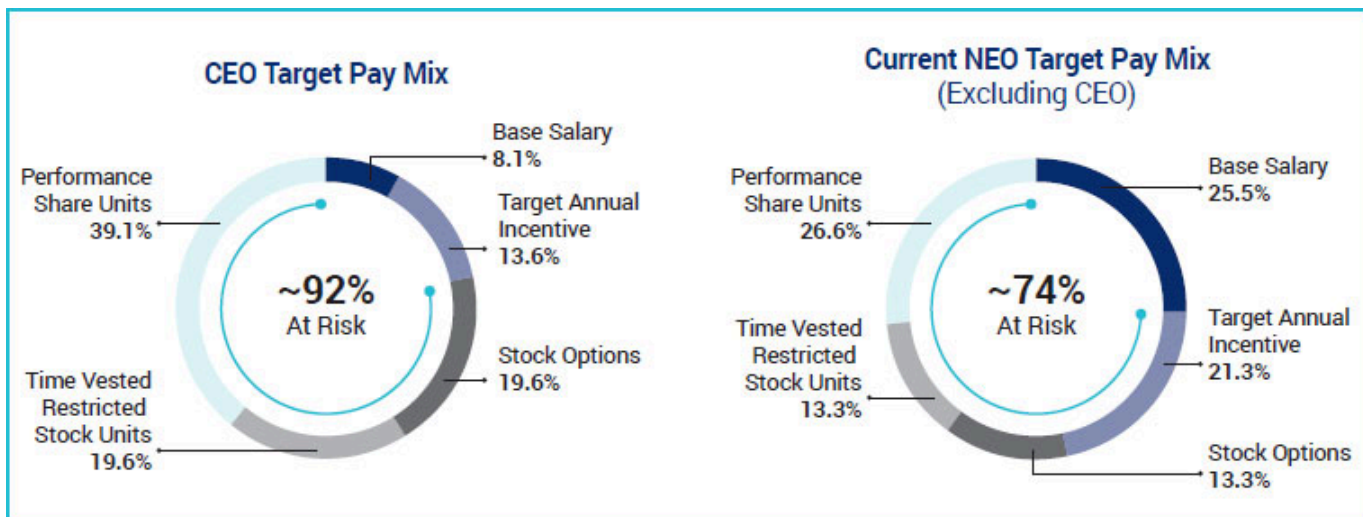 CEO Target Pay Mix
Base Salary
8.1%
Target Annual
Incentive
13.6%
Stock Options
19.6%
Time Vested
Restricted
Stock Units
19.6%
Performance
Share Units
39.1%
~92%
At Risk
Current NEO Target Pay Mix
(Excluding CEO)
Base Salary
25.5%
Target Annual
Incentive
21.3%
Stock Options
13.3%
Time Vested
Restricted
Stock Units
13.3%
Performance
Share Units
26.6%
~74%
At Risk